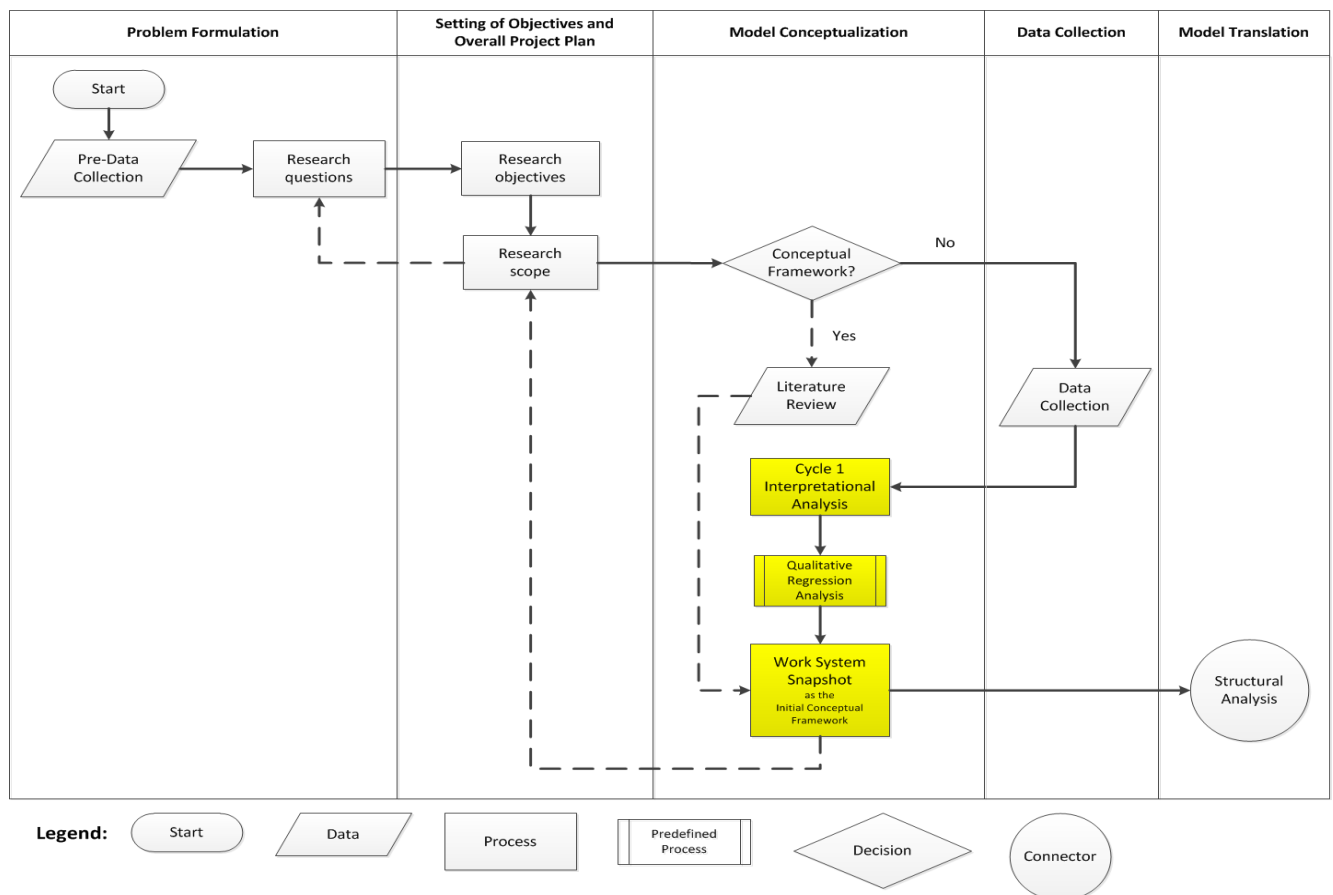 Problem Formulation
Setting of Objectives and
Overall Project Plan
Model Conceptualization
Data Collection
Model Translation
Start
Pre-Data
Collection
Research
questions
Research
objectives
Research
scope
Conceptual
Framework?
No
Yes
Literature
Review
Data
Collection
Cycle 1
Interpretational
Analysis
Qualitative
Regression
Analysis
Work System
Snapshot
as the
Initial Conceptual
Framework
Structural
Analysis
Legend:
Start
Data
Process
Predefined
Process
Decision
Connector